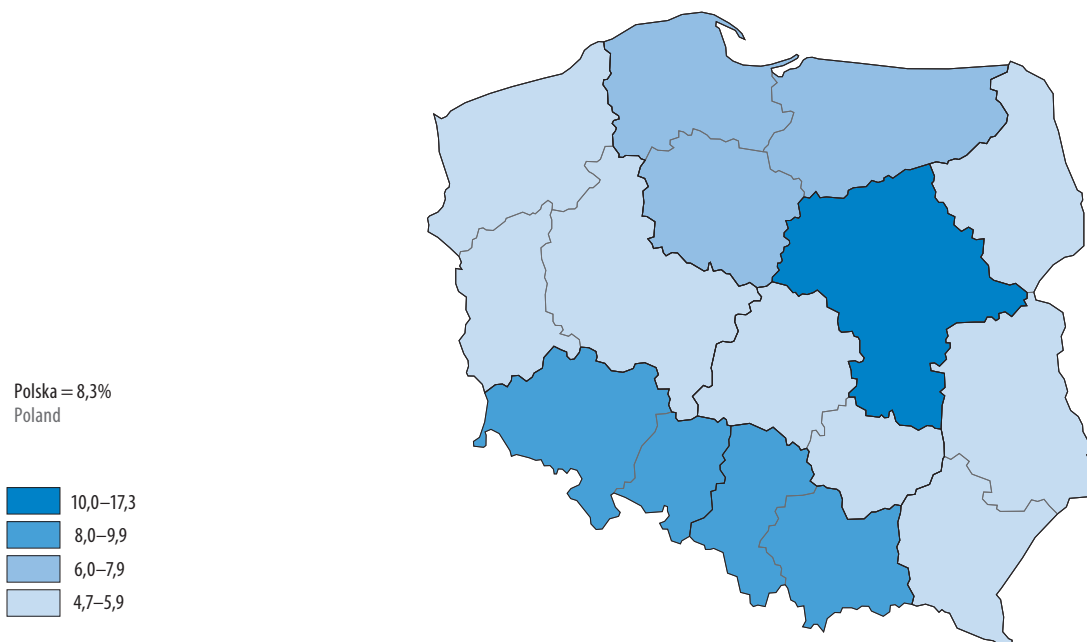 Polska = 8,3%
Poland
10,0–17,3
8,0–9,9
6,0–7,9
4,7–5,9